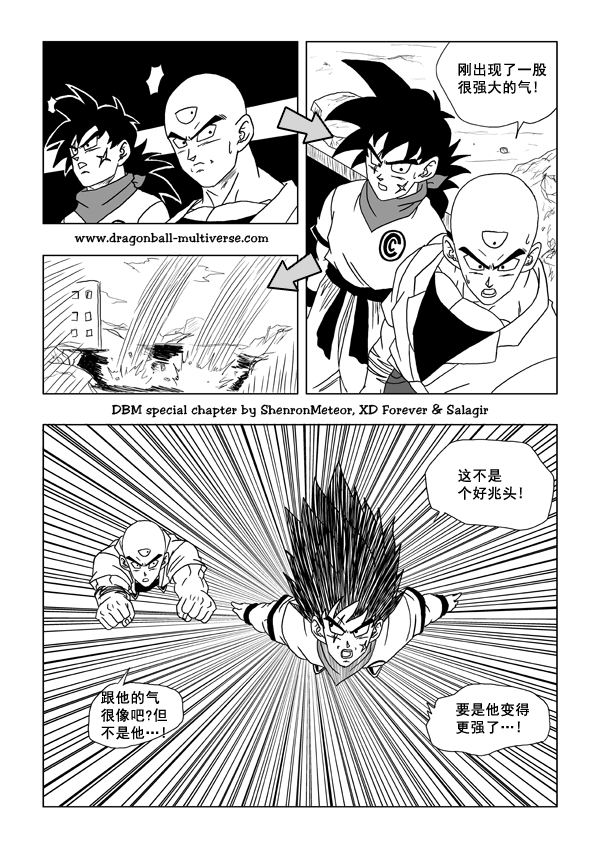 刚出现了一股
很强大的气!
©
www.dragonball-multiverse.com
DBM special chapter by ShenronMeteor, XD Forever & Salagir
这不是
个好兆头!
跟他的气
很像吧?但
不是他…!
要是他变得
更强了…!